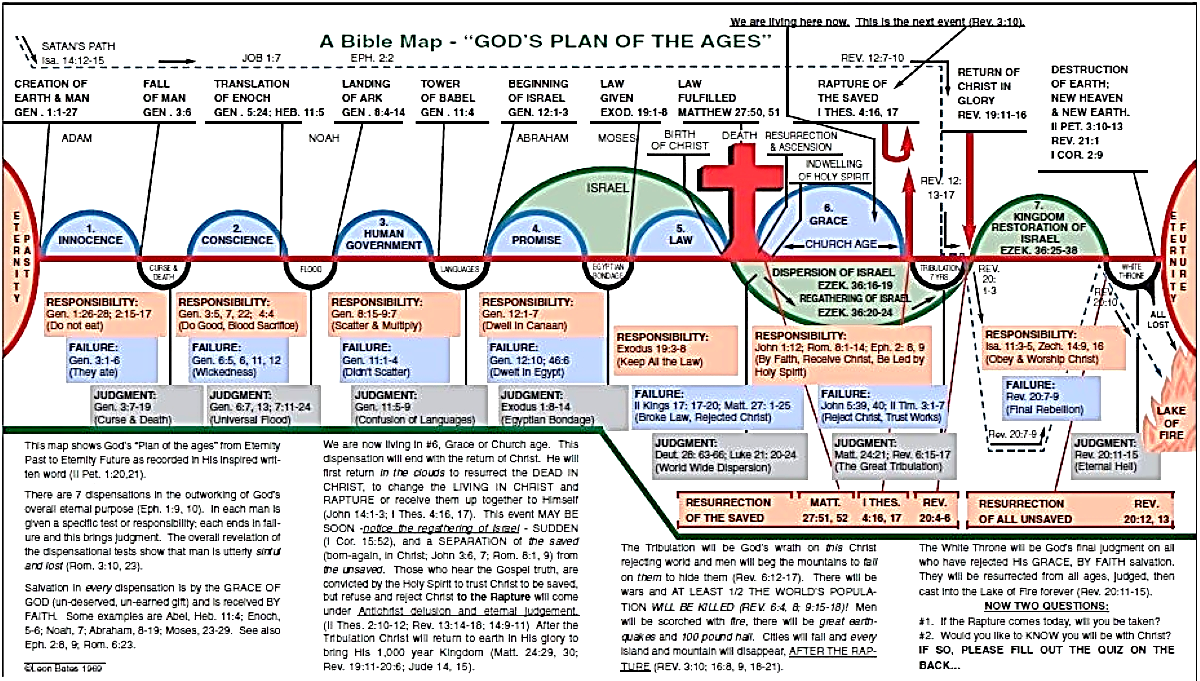 We are living here now. This is the next event (Rev. 3:10).
A Bible Map - "GOD'S PLAN OF THE AGES"
SATAN'S PATH
Isa. 14:12-15
JOB 1:7
EPH. 2:2
REV. 12:7-10
CREATION OF
EARTH & MAN
GEN . 1:1-27
FALL
OF MAN
GEN . 3:6
TRANSLATION
OF ENOCH
GEN . 5:24; HEB. 11:5
LANDING
OF ARK
GEN . 8:4-14
TOWER
OF BABEL
GEN . 11:4
BEGINNING
OF ISRAEL
GEN. 12:1-3
LAW
GIVEN
EXOD. 19:1-8
LAW
FULFILLED
MATTHEW 27:50, 51
RAPTURE OF
THE SAVED
I THES. 4:16, 17
RETURN OF
CHRIST IN
GLORY
REV. 19:11-16
DESTRUCTION
OF EARTH;
NEW HEAVEN
& NEW EARTH.
II PET. 3:10-13
REV. 21:1
I COR. 2:9
ADAM
NOAH
ABRAHAM
MOSES
BIRTH
OF CHRIST
DEATH
RESURRECTION
& ASCENSION
INDWELLING
OF HOLY SPIRIT
REV. 12:
13-17
ETERNITY
PAST
1.
INNOCENCE
2.
CONSCIENCE
3.
HUMAN
GOVERNMENT
ISRAEL
4.
PROMISE
5.
LAW
6.
GRACE
CHURCH AGE
7.
KINGDOM
RESTORATION OF
ISRAEL
EZEK. 36:25-38
ETERNITY
FUTURE
CURSE &
DEATH
FLOOD
LANGUAGES
EGYPTIAN
BONDAGE
DISPERSION OF ISRAEL
EZEK. 36:16-19
REGATHERING OF ISRAEL
EZEK. 36:20-24
TRIBULATION
7 YRS
REV.
20:
1-3
REV.
20:10
WHITE
THRONE
ALL
LOST
RESPONSIBILITY:
Gen. 1:26-28; 2:15-17
(Do not eat)
FAILURE:
Gen. 3:1-6
(They ate)
JUDGMENT:
Gen. 3:7-19
(Curse & Death)
RESPONSIBILITY:
Gen. 3:5, 7, 22; 4:4
(Do Good, Blood Sacrifice)
FAILURE:
Gen. 6:5, 6, 11, 12
(Wickedness)
JUDGMENT:
Gen. 6:7, 13; 7:11-24
(Universal Flood)
RESPONSIBILITY:
Gen. 8:15-9:7
(Scatter & Multiply)
FAILURE:
Gen. 11:1-4
(Didn't Scatter)
JUDGMENT:
Gen. 11:5-9
(Confusion of Languages)
RESPONSIBILITY:
Gen. 12:1-7
(Dwell in Canaan)
FAILURE:
Gen. 12:10; 46:6
(Dwelt in Egypt)
JUDGMENT:
Exodus 1:8-14
(Egyptian Bondage)
RESPONSIBILITY:
Exodus 19:3-8
(Keep All the Law)
FAILURE:
II Kings 17: 17-20; Matt. 27: 1-25
(Broke Law, Rejected Christ)
JUDGMENT:
Deut. 28: 63-66; Luke 21: 20-24
(World Wide Dispersion)
RESPONSIBILITY:
John 1:12; Rom. 8:1-14; Eph. 2: 8, 9
(By Faith, Receive Christ, Be Led by
Holy Spirit)
FAILURE:
John 5:39, 40; II Tim. 3:1-7
(Reject Christ, Trust Works)
JUDGMENT:
Matt. 24:21; Rev. 6:15-17
(The Great Tribulation)
RESPONSIBILITY:
Isa. 11:3-5, Zech. 14:9, 16
(Obey & Worship Christ)
FAILURE:
Rev. 20:7-9
(Final Rebellion)
Rev. 20:7-9
JUDGMENT:
Rev. 20:11-15
(Eternal Hell)
LAKE
OF
FIRE
RESURRECTION
OF THE SAVED
MATT.
27:51, 52
I THES.
4:16, 17
REV.
20:4-6
RESURRECTION
OF ALL UNSAVED
REV.
20:12, 13
This map shows God's "Plan of the ages" from Eternity
Past to Eternity Future as recorded in His inspired writ-
ten word (II Pet. 1:20,21).
There are 7 dispensations in the outworking of God's
overall eternal purpose (Eph. 1:9, 10). In each man is
given a specific test or responsibility; each ends in fail-
ure and this brings judgment. The overall revelation of
the dispensational tests show that man is utterly sinful
and lost (Rom. 3:10, 23).
Salvation in every dispensation is by the GRACE OF
GOD (un-deserved, un-earned gift) and is received BY
FAITH. Some examples are Abel, Heb. 11:4; Enoch,
5-6; Noah, 7; Abraham, 8-19; Moses, 23-29. See also
Eph. 2:8, 9; Rom. 6:23.
©Leon Bates 1969
We are now living in #6, Grace or Church age. This
dispensation will end with the return of Christ. He will
first return in the clouds to resurred the DEAD IN
CHRIST, to change the LIVING IN CHRIST and
RAPTURE or receive them up together to Himself
(John 14:1-3; I Thes. 4:16, 17). This event MAY BE
SOON -notice the regathering of Israel - SUDDEN
(I Cor. 15:52), and a SEPARATION of the saved
(born-again, in Christ; John 3:6, 7; Rom. 8:1, 9) from
the unsaved. Those who hear the Gospel truth, are
convicted by the Holy Spirit to trust Christ to be saved,
but refuse and reject Christ to the Rapture will come
under Antichrist delusion and eternal judgement.
(II Thes. 2:10-12; Rev. 13:14-18; 14:9-11) After the
Tribulation Christ will return to earth in His glory to
bring His 1,000 year Kingdom (Matt. 24:29, 30;
Rev. 19:11-20:6; Jude 14, 15).
The Tribulation will be God's wrath on this Christ
rejecting world and men will beg the mountains to fall
on them to hide them (Rev. 6:12-17). There will be
wars and AT LEAST 1/2 THE WORLD'S POPULA-
TION WILL BE KILLED (REV. 6:4, 8; 9:15-18)! Men
will be scorched with fire, there will be great earth-
quakes and 100 pound hail. Cities will fall and every
island and mountain will disappear, AFTER THE RAP-
TURE (REV. 3:10; 16:8, 9, 18-21).
The White Throne will be God's final judgment on all
who have rejected His GRACE, BY FAITH salvation.
They will be resurrected from all ages, judged, then
cast into the Lake of Fire forever (Rev. 20:11-15).
NOW TWO QUESTIONS:
#1. If the Rapture comes today, will you be taken?
#2. Would you like to KNOW you will be with Christ?
IF SO, PLEASE FILL OUT THE QUIZ ON THE
BACK...